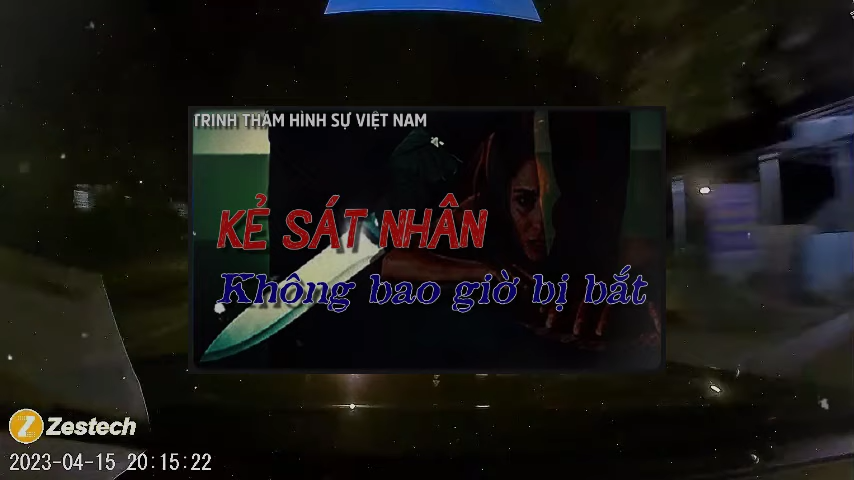 TRINH THÁM HÌNH SỰ VIỆT NAM
KẺ SÁT NHÂN
Không bao giờ bị bắt
Zestech
2023-04-15 20:15:22